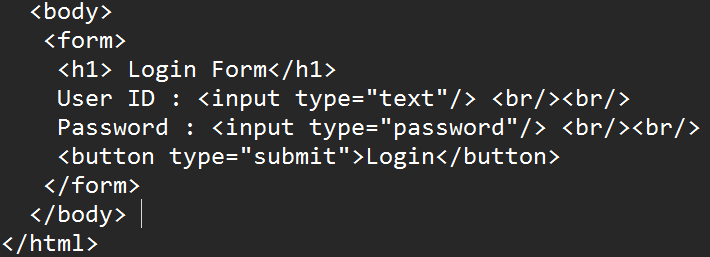 <body>
<form>
<h1> Login Form</h1>
User ID : <input type="text"/> <br/><br/>
Password : <input type="password"/> <br/><br/>
<button type="submit">Login</button>
</form>
</body>
</html>